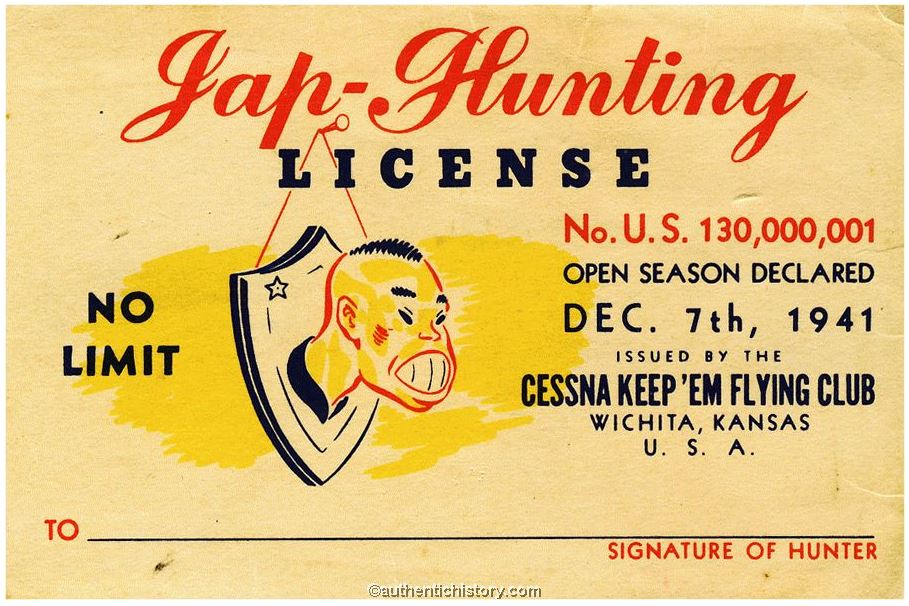 Jap-Hunting
LICENSE
No. U. S. 130,000,001
OPEN SEASON DECLARED
DEC. 7th, 1941
ISSUED BY THE
CESSNA KEEP 'EM FLYING CLUB
WICHITA, KANSAS
U. S. A.
NO
LIMIT
TO
SIGNATURE OF HUNTER
©authentichistory.com